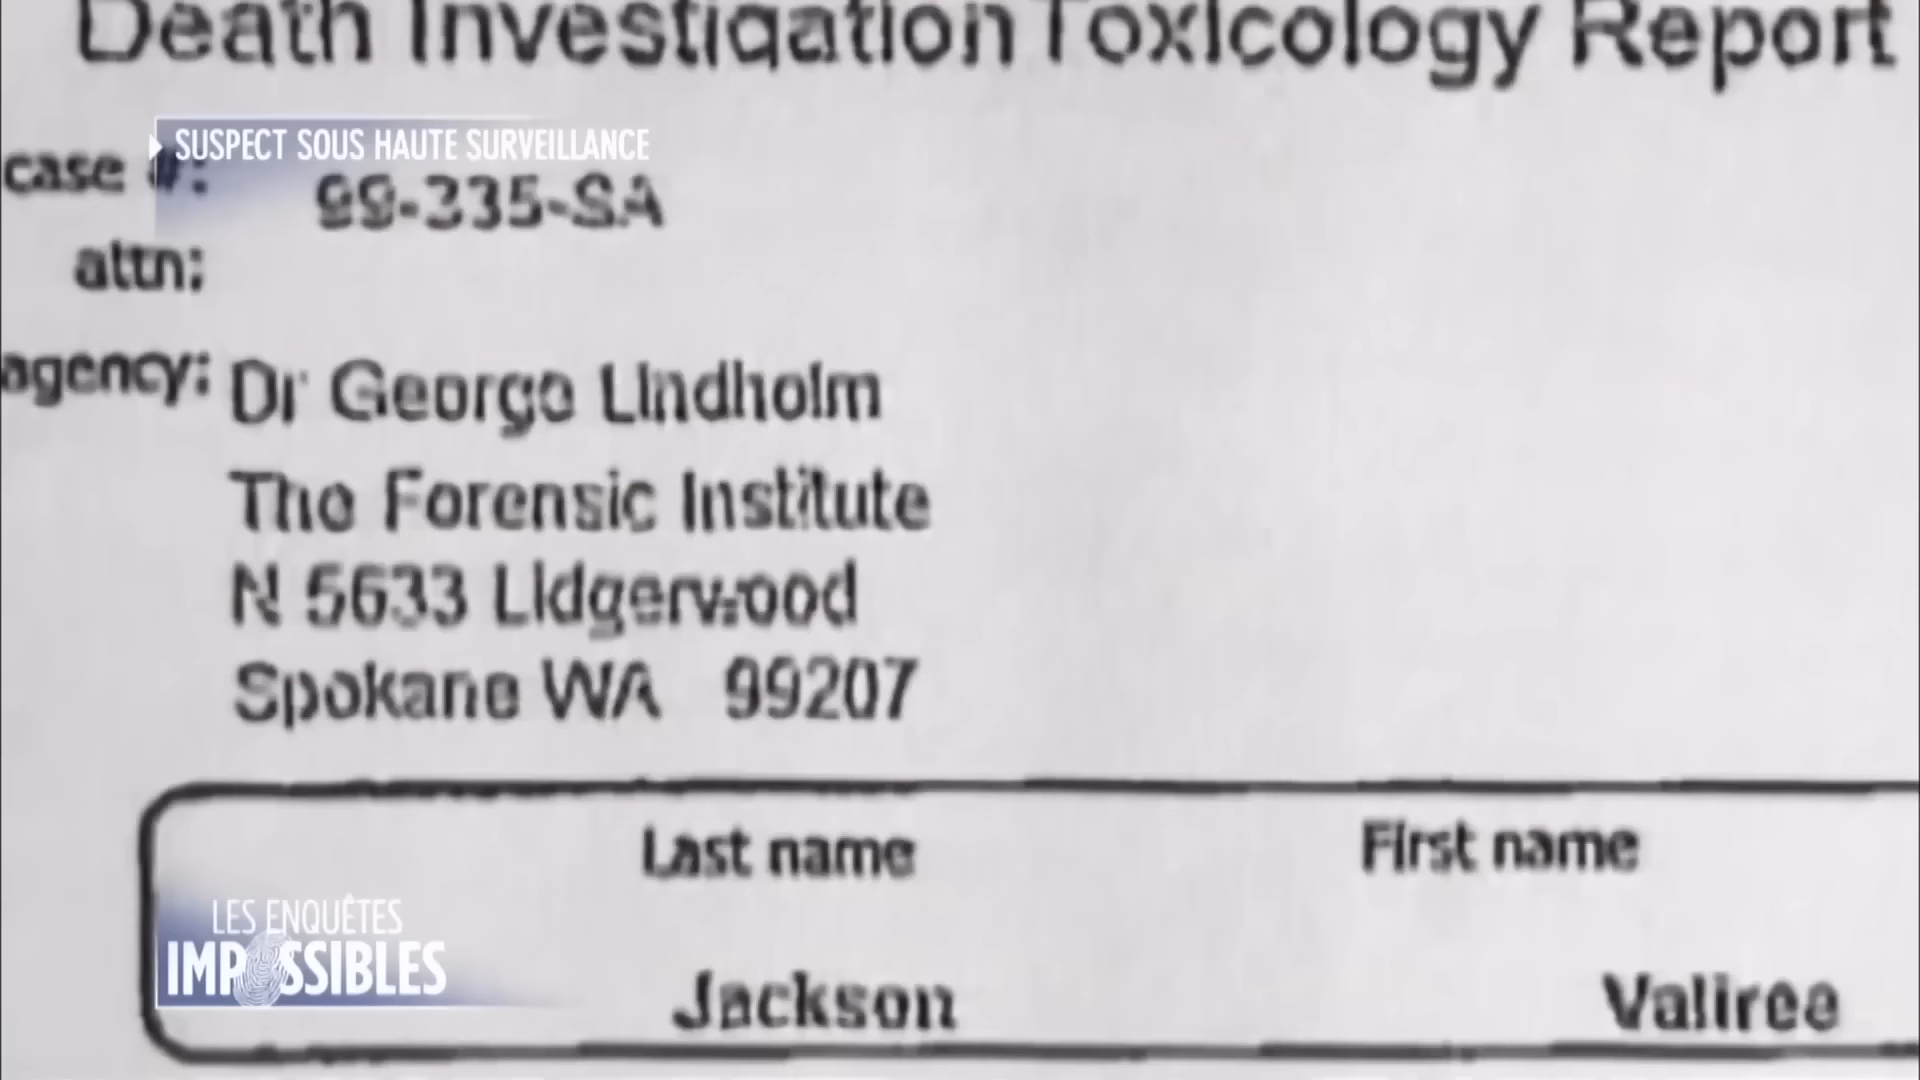 Death Investigation Toxicology Report
SUSPECT SOUS HAUTE SURVEILLANCE
case #:
99-335-SA
attn:
agency:
Dr George Lindholm
The Forensic Institute
N 5633 Lidgerwood
Spokane WA 99207
Last name
First name
Jackson
Valiree
LES ENQUÊTES
IMPOSSIBLES